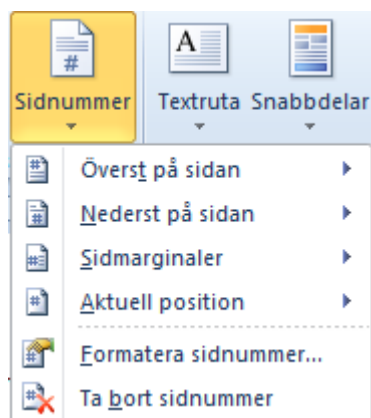 Sidnummer Textruta Snabbdelar
Överst på sidan
Nederst på sidan
Sidmarginaler
Aktuell position
Formatera sidnummer...
Ta bort sidnummer